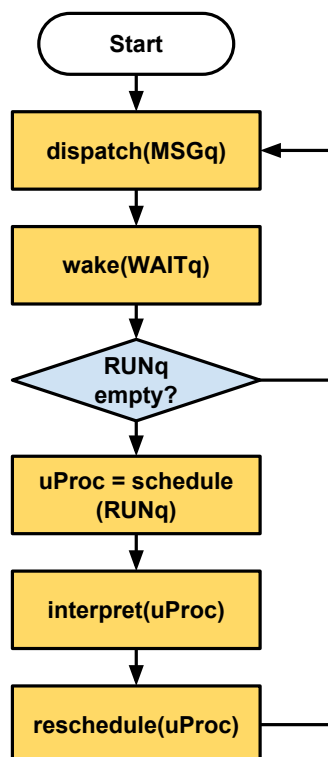 Start
dispatch(MSGq)
wake(WAITq)
RUNq
empty?
uProc = schedule
(RUNq)
interpret(uProc)
reschedule(uProc)